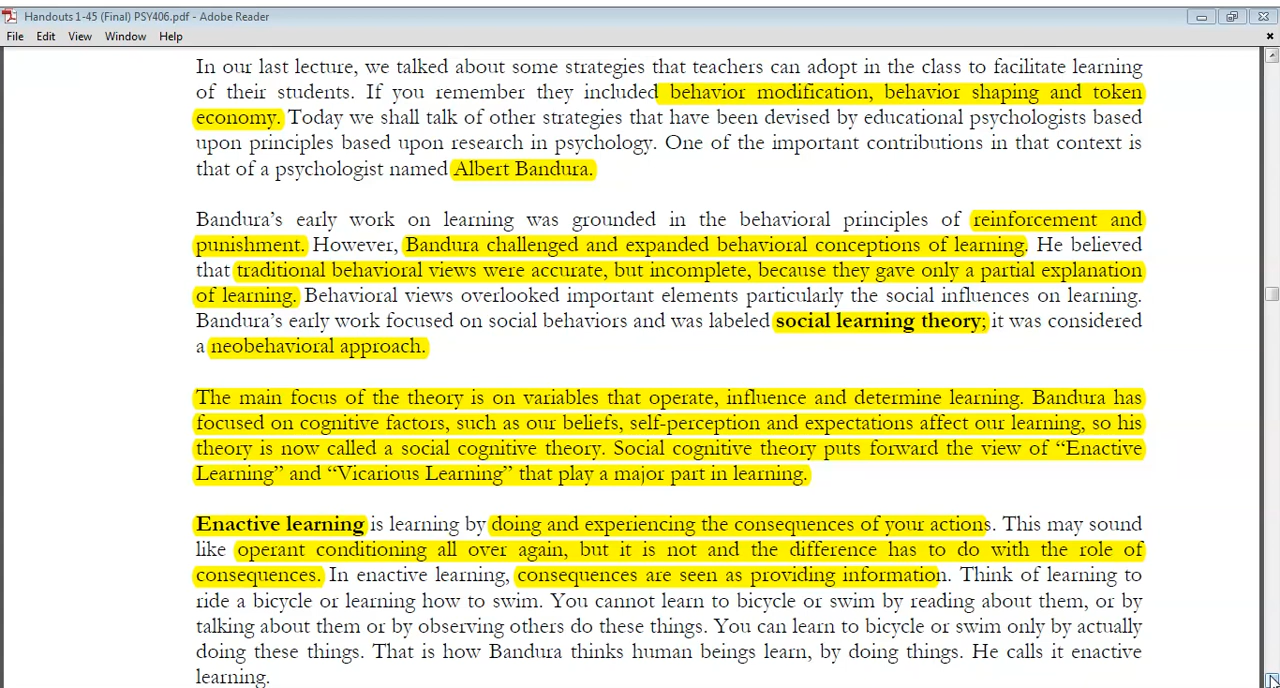 Handouts 1-45 (Final) PSY406.pdf - Adobe Reader
File Edit View Window Help
In our last lecture, we talked about some strategies that teachers can adopt in the class to facilitate learning
of their students. If you remember they included behavior modification, behavior shaping and token
economy. Today we shall talk of other strategies that have been devised by educational psychologists based
upon principles based upon research in psychology. One of the important contributions in that context is
that of a psychologist named Albert Bandura.
Bandura's early work on learning was grounded in the behavioral principles of reinforcement and
punishment. However, Bandura challenged and expanded behavioral conceptions of learning. He believed
that traditional behavioral views were accurate, but incomplete, because they gave only a partial explanation
of learning. Behavioral views overlooked important elements particularly the social influences on learning.
Bandura's early work focused on social behaviors and was labeled social learning theory; it was considered
a neobehavioral approach.
The main focus of the theory is on variables that operate, influence and determine learning. Bandura has
focused on cognitive factors, such as our beliefs, self-perception and expectations affect our learning, so his
theory is now called a social cognitive theory. Social cognitive theory puts forward the view of “Enactive
Learning” and “Vicarious Learning” that play a major part in learning.
Enactive learning is learning by doing and experiencing the consequences of your actions. This may sound
like operant conditioning all over again, but it is not and the difference has to do with the role of
consequences. In enactive learning, consequences are seen as providing information. Think of learning to
ride a bicycle or learning how to swim. You cannot learn to bicycle or swim by reading about them, or by
talking about them or by observing others do these things. You can learn to bicycle or swim only by actually
doing these things. That is how Bandura thinks human beings learn, by doing things. He calls it enactive
learning.